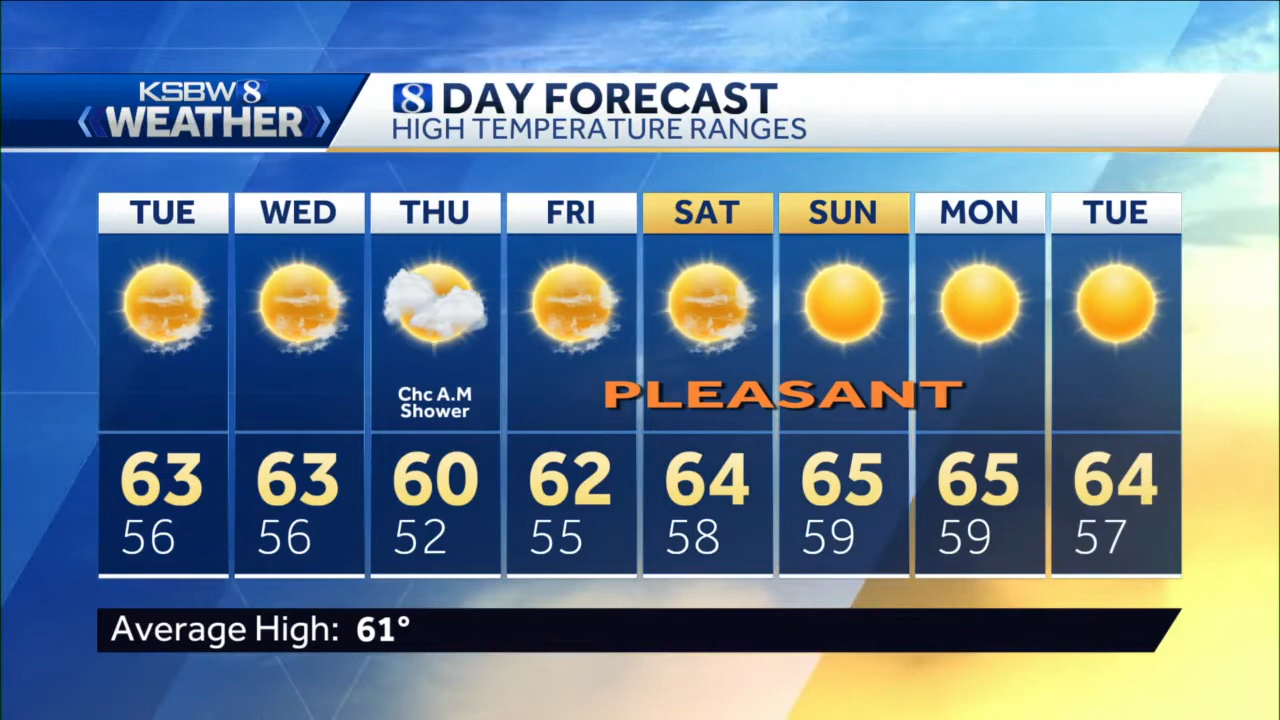 KSBW 8
WEATHER
8 DAY FORECAST
HIGH TEMPERATURE RANGES
TUE WED THU FRI SAT SUN MON TUE
Chc A.M
Shower
PLEASANT
63 63 60 62 64 65 65 64
56 56 52 55 58 59 59 57
Average High: 61°